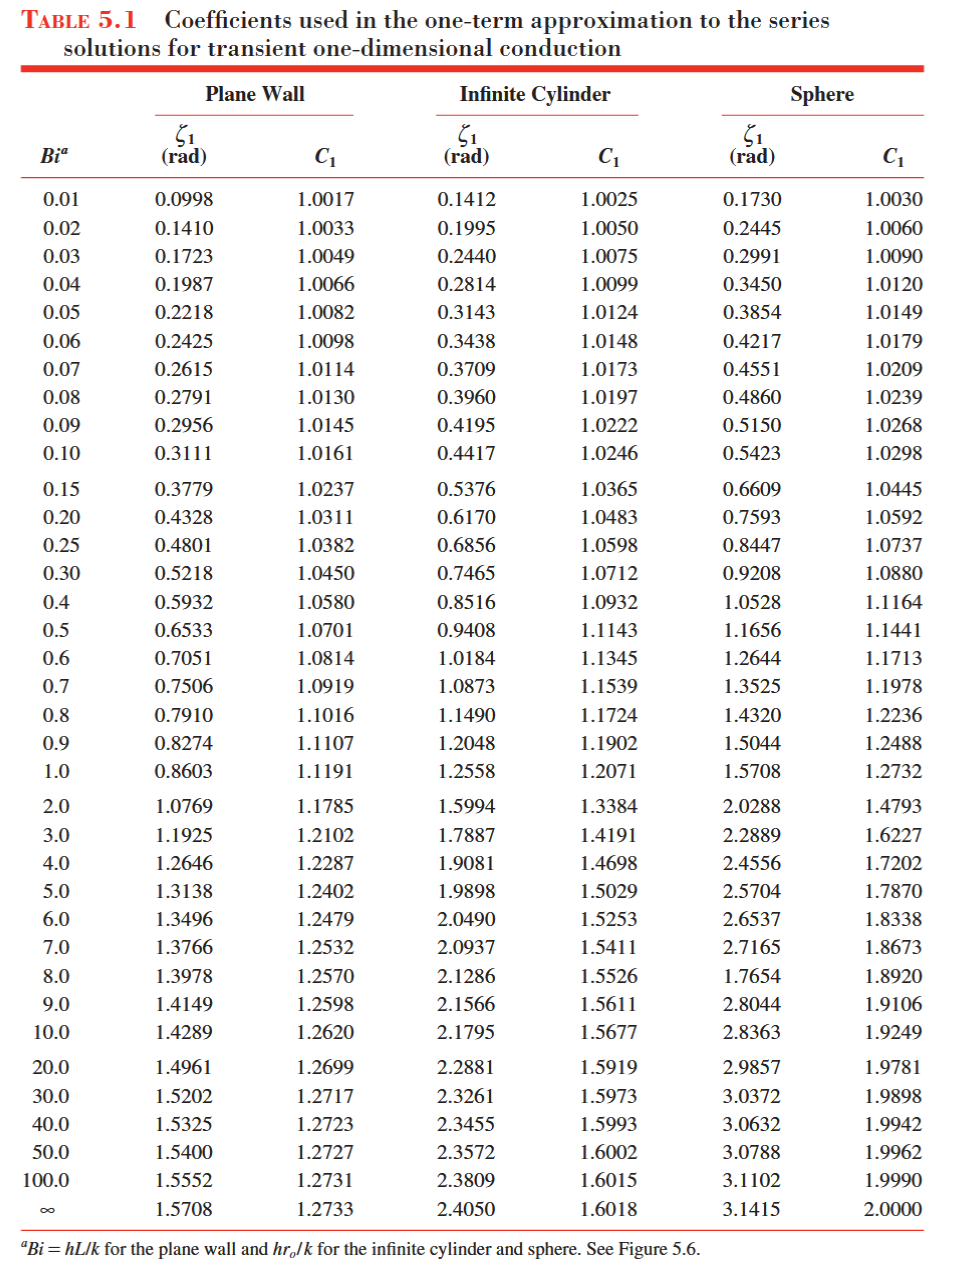 TABLE 5.1 Coefficients used in the one-term approximation to the series
solutions for transient one-dimensional conduction
Plane Wall Infinite Cylinder Sphere
ζ1 ζ1 ζ1
Biᵃ (rad) C1 (rad) C1 (rad) C1
0.01 0.0998 1.0017 0.1412 1.0025 0.1730 1.0030
0.02 0.1410 1.0033 0.1995 1.0050 0.2445 1.0060
0.03 0.1723 1.0049 0.2440 1.0075 0.2991 1.0090
0.04 0.1987 1.0066 0.2814 1.0099 0.3450 1.0120
0.05 0.2218 1.0082 0.3143 1.0124 0.3854 1.0149
0.06 0.2425 1.0098 0.3438 1.0148 0.4217 1.0179
0.07 0.2615 1.0114 0.3709 1.0173 0.4551 1.0209
0.08 0.2791 1.0130 0.3960 1.0197 0.4860 1.0239
0.09 0.2956 1.0145 0.4195 1.0222 0.5150 1.0268
0.10 0.3111 1.0161 0.4417 1.0246 0.5423 1.0298
0.15 0.3779 1.0237 0.5376 1.0365 0.6609 1.0445
0.20 0.4328 1.0311 0.6170 1.0483 0.7593 1.0592
0.25 0.4801 1.0382 0.6856 1.0598 0.8447 1.0737
0.30 0.5218 1.0450 0.7465 1.0712 0.9208 1.0880
0.4 0.5932 1.0580 0.8516 1.0932 1.0528 1.1164
0.5 0.6533 1.0701 0.9408 1.1143 1.1656 1.1441
0.6 0.7051 1.0814 1.0184 1.1345 1.2644 1.1713
0.7 0.7506 1.0919 1.0873 1.1539 1.3525 1.1978
0.8 0.7910 1.1016 1.1490 1.1724 1.4320 1.2236
0.9 0.8274 1.1107 1.2048 1.1902 1.5044 1.2488
1.0 0.8603 1.1191 1.2558 1.2071 1.5708 1.2732
2.0 1.0769 1.1785 1.5994 1.3384 2.0288 1.4793
3.0 1.1925 1.2102 1.7887 1.4191 2.2889 1.6227
4.0 1.2646 1.2287 1.9081 1.4698 2.4556 1.7202
5.0 1.3138 1.2402 1.9898 1.5029 2.5704 1.7870
6.0 1.3496 1.2479 2.0490 1.5253 2.6537 1.8338
7.0 1.3766 1.2532 2.0937 1.5411 2.7165 1.8673
8.0 1.3978 1.2570 2.1286 1.5526 1.7654 1.8920
9.0 1.4149 1.2598 2.1566 1.5611 2.8044 1.9106
10.0 1.4289 1.2620 2.1795 1.5677 2.8363 1.9249
20.0 1.4961 1.2699 2.2881 1.5919 2.9857 1.9781
30.0 1.5202 1.2717 2.3261 1.5973 3.0372 1.9898
40.0 1.5325 1.2723 2.3455 1.5993 3.0632 1.9942
50.0 1.5400 1.2727 2.3572 1.6002 3.0788 1.9962
100.0 1.5552 1.2731 2.3809 1.6015 3.1102 1.9990
∞ 1.5708 1.2733 2.4050 1.6018 3.1415 2.0000
ᵃBi = hL/k for the plane wall and hrₒ/k for the infinite cylinder and sphere. See Figure 5.6.